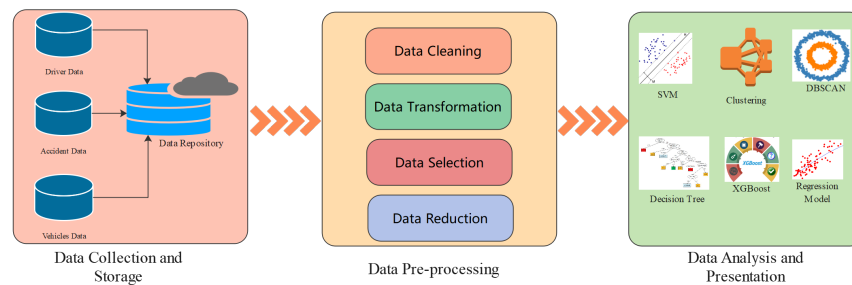 Driver Data
Accident Data
Vehicles Data
Data Repository
Data Collection and
Storage
Data Cleaning
Data Transformation
Data Selection
Data Reduction
Data Pre-processing
SVM
Clustering
DBSCAN
Decision Tree
XGBoost
XGBoost
Regression
Model
Data Analysis and
Presentation